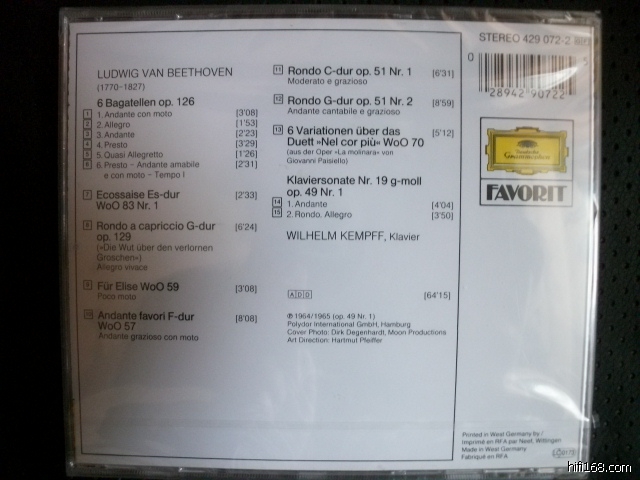 LUDWIG VAN BEETHOVEN
(1770-1827)
6 Bagatellen op. 126
1 1. Andante con moto [3'08]
2 2. Allegro [1'53]
3 3. Andante [2'23]
4 4. Presto [3'29]
5 5. Quasi Allegretto [1'26]
6 6. Presto – Andante amabile [2'31]
e con moto – Tempo I
7 Ecossaise Es-dur [2'33]
WoO 83 Nr. 1
8 Rondo a capriccio G-dur [6'24]
op. 129
(»Die Wut über den verlornen
Groschen«)
Allegro vivace
9 Für Elise WoO 59 [3'08]
Poco moto
10 Andante favori F-dur [8'08]
WoO 57
Andante grazioso con moto
11 Rondo C-dur op. 51 Nr. 1 [6'31]
Moderato e grazioso
12 Rondo G-dur op. 51 Nr. 2 [8'59]
Andante cantabile e grazioso
13 6 Variationen über das [5'12]
Duett »Nel cor più« WoO 70
(aus der Oper »La molinara« von
Giovanni Paisiello)
Klaviersonate Nr. 19 g-moll
op. 49 Nr. 1
14 1. Andante [4'04]
15 2. Rondo. Allegro [3'50]
WILHELM KEMPFF, Klavier
ADD [64'15]
℗ 1964/1965 (op. 49 Nr. 1)
Polydor International GmbH, Hamburg
Cover Photo: Dirk Degenhardt, Moon Productions
Art Direction: Hartmut Pfeiffer
STEREO 429 072-2
0
28942 90722
5
Deutsche
Grammophon
FAVORIT
Printed in West Germany by /
Imprimé en RFA par Neef, Wittingen
Made in West Germany
Fabriqué en RFA
hifi168.com